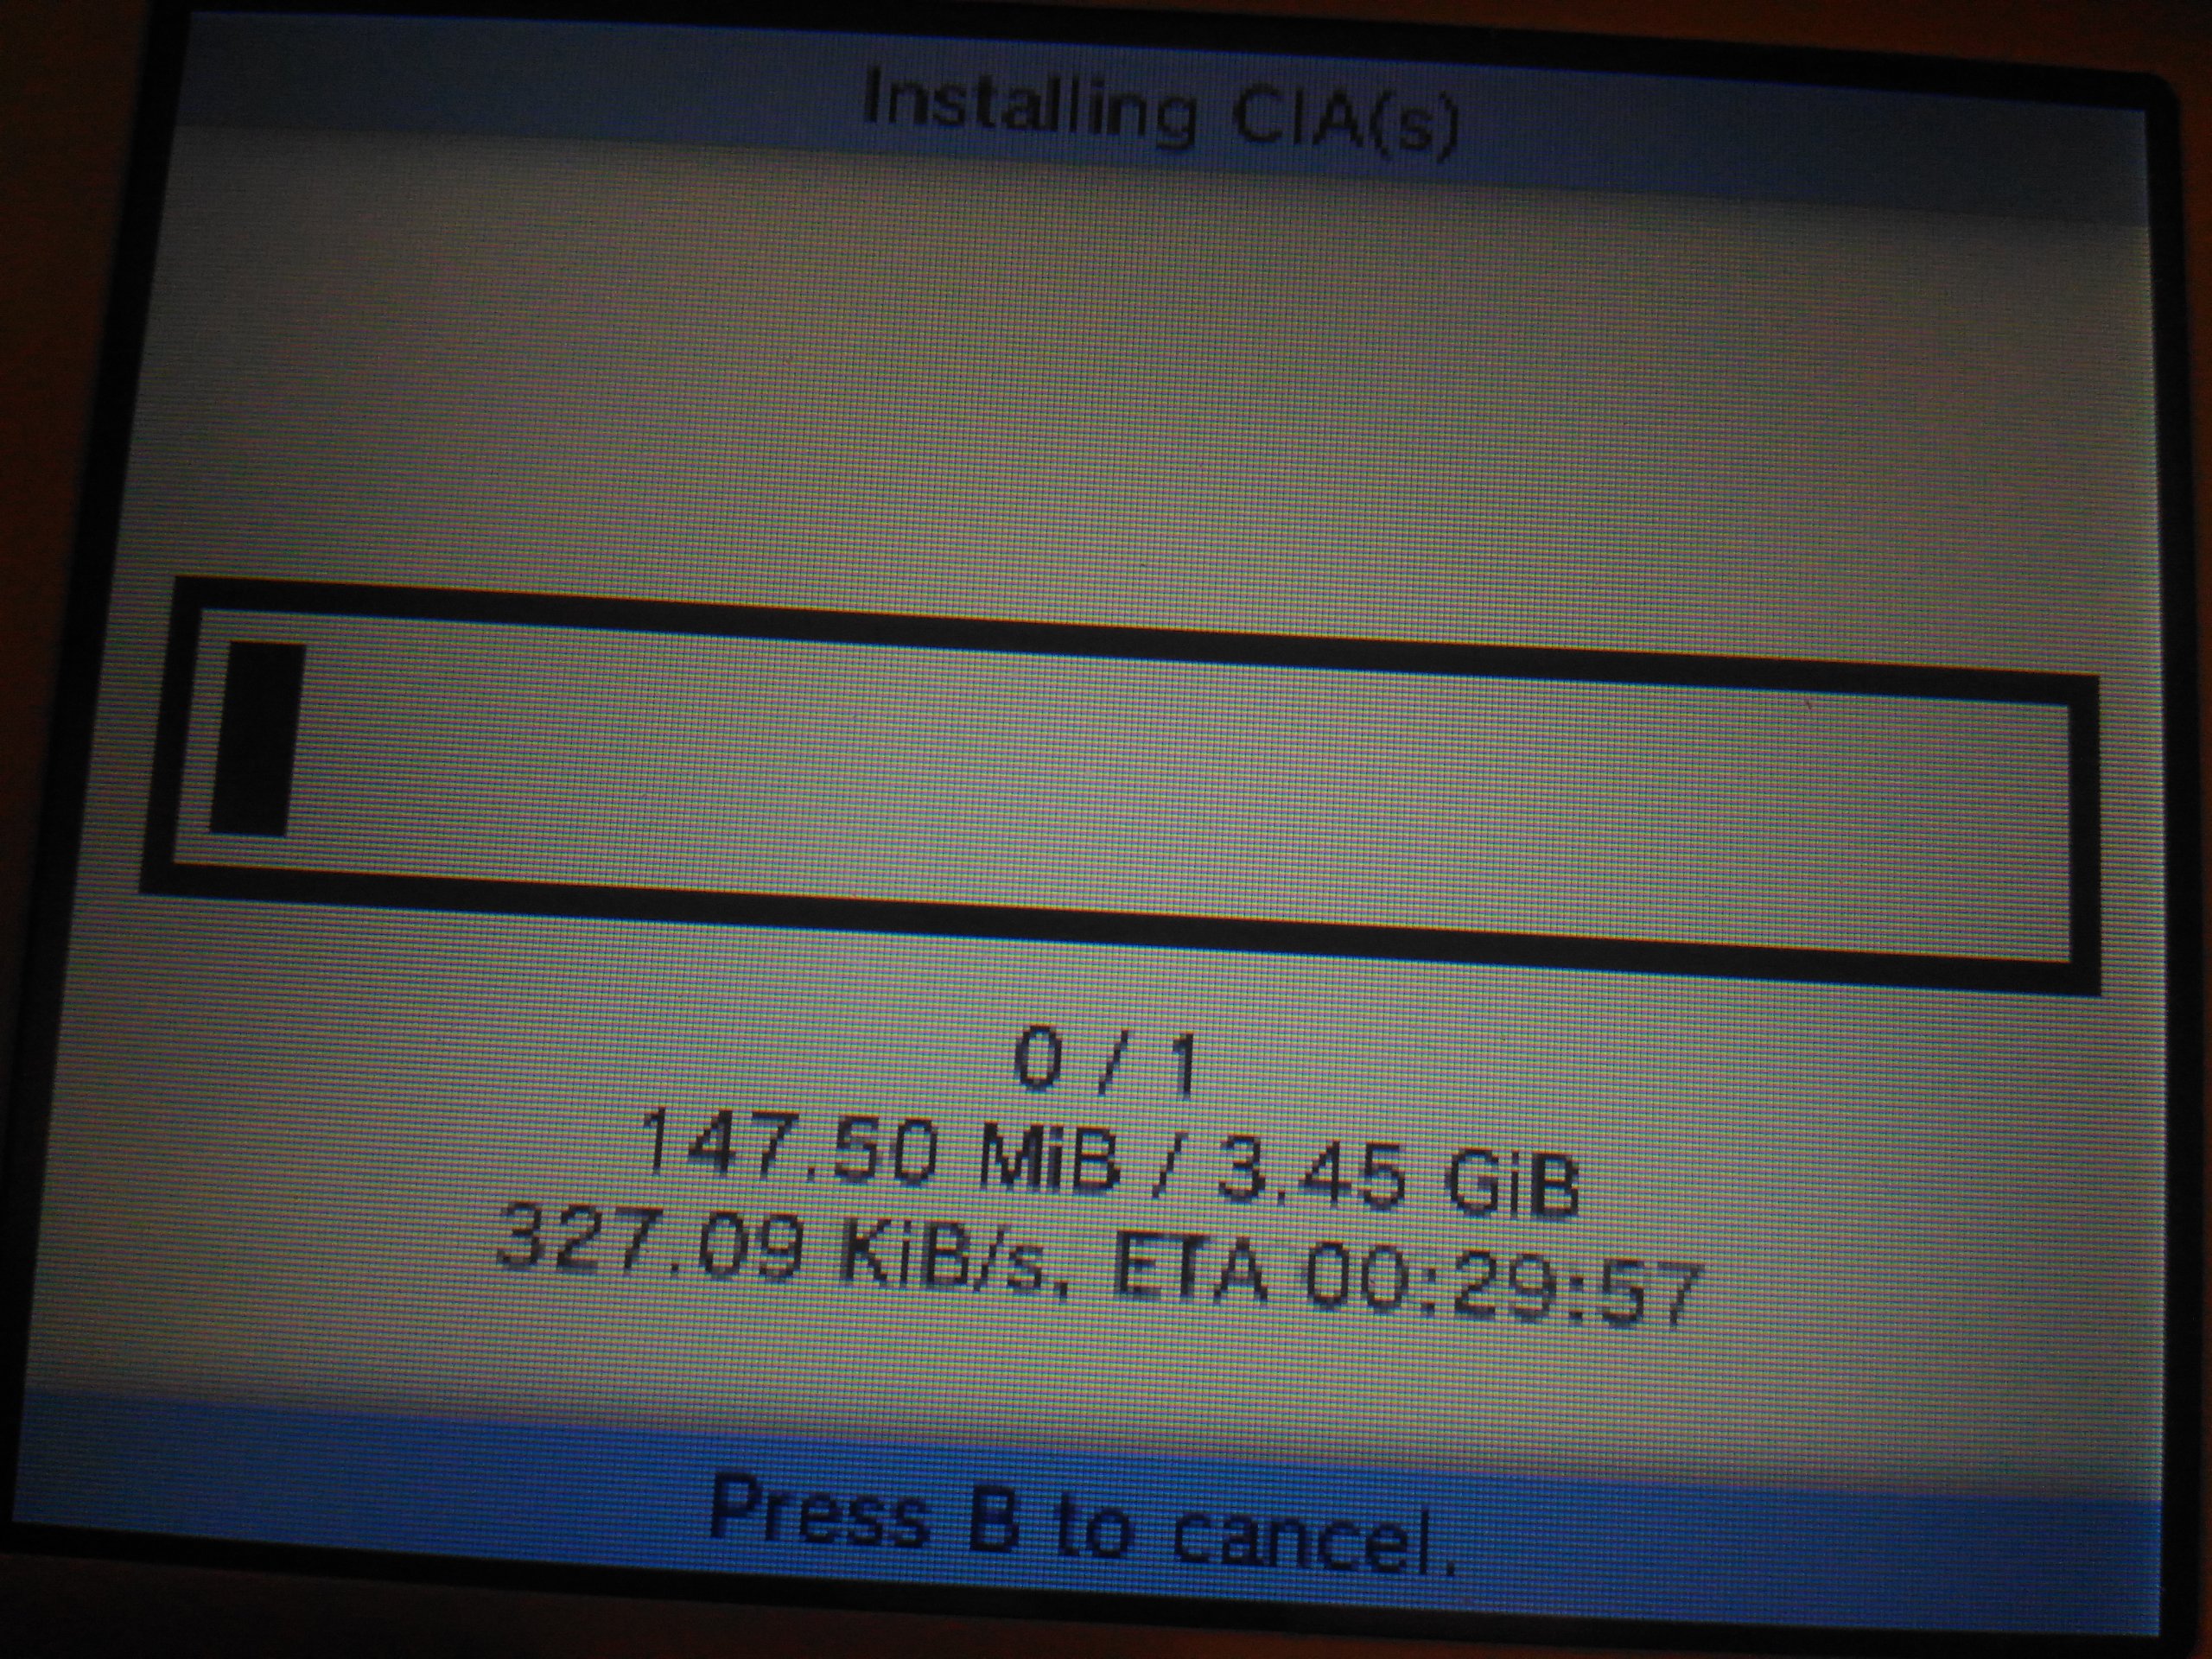 Installing CIA(s)
0 / 1
147.50 MiB / 3.45 GiB
327.09 KiB/s, ETA 00:29:57
Press B to cancel.